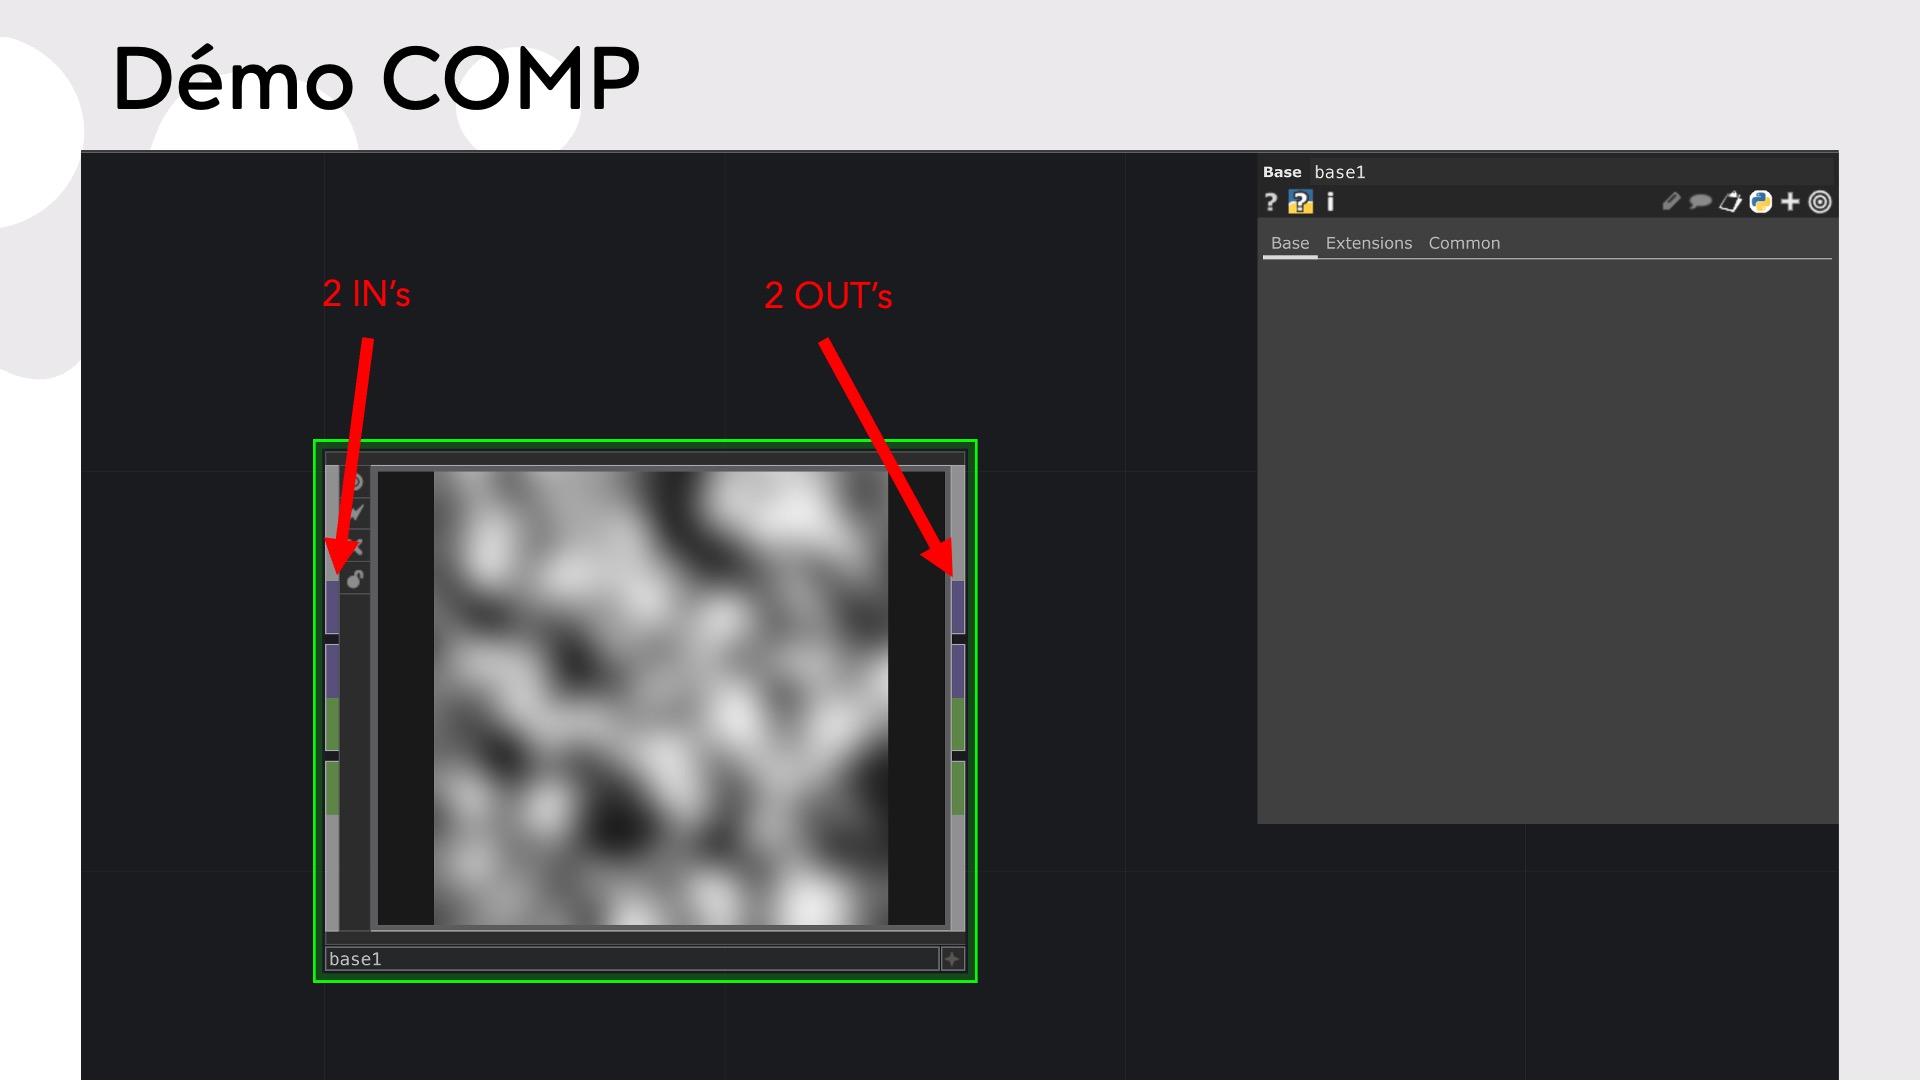 Démo COMP
Base base1
? ? i
Base Extensions Common
2 IN's
2 OUT's
base1